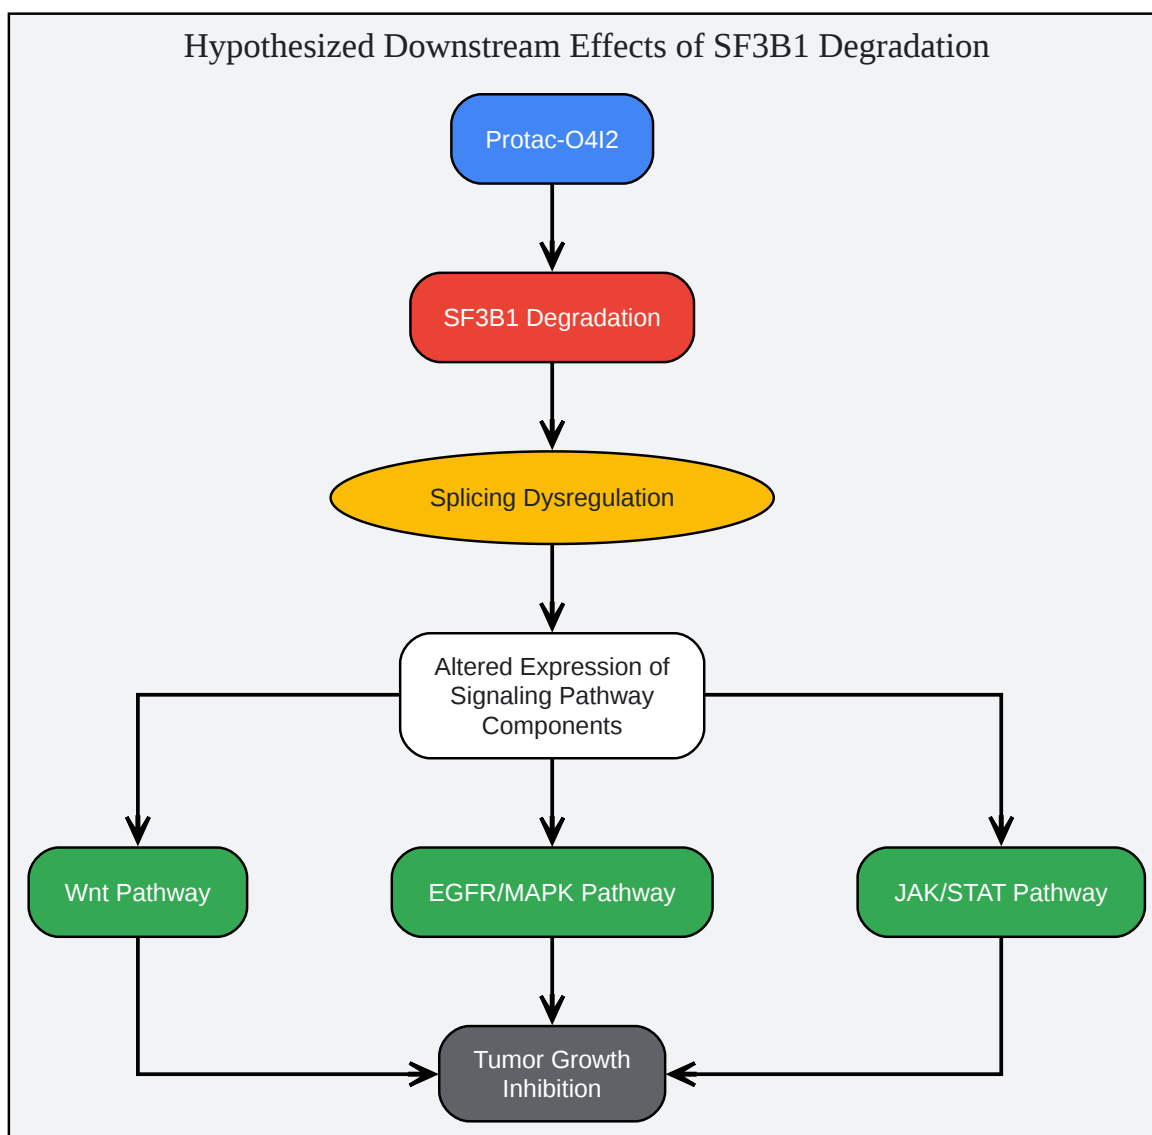 Hypothesized Downstream Effects of SF3B1 Degradation
Protac-O4I2
SF3B1 Degradation
Splicing Dysregulation
Altered Expression of
Signaling Pathway
Components
Wnt Pathway
EGFR/MAPK Pathway
JAK/STAT Pathway
Tumor Growth
Inhibition